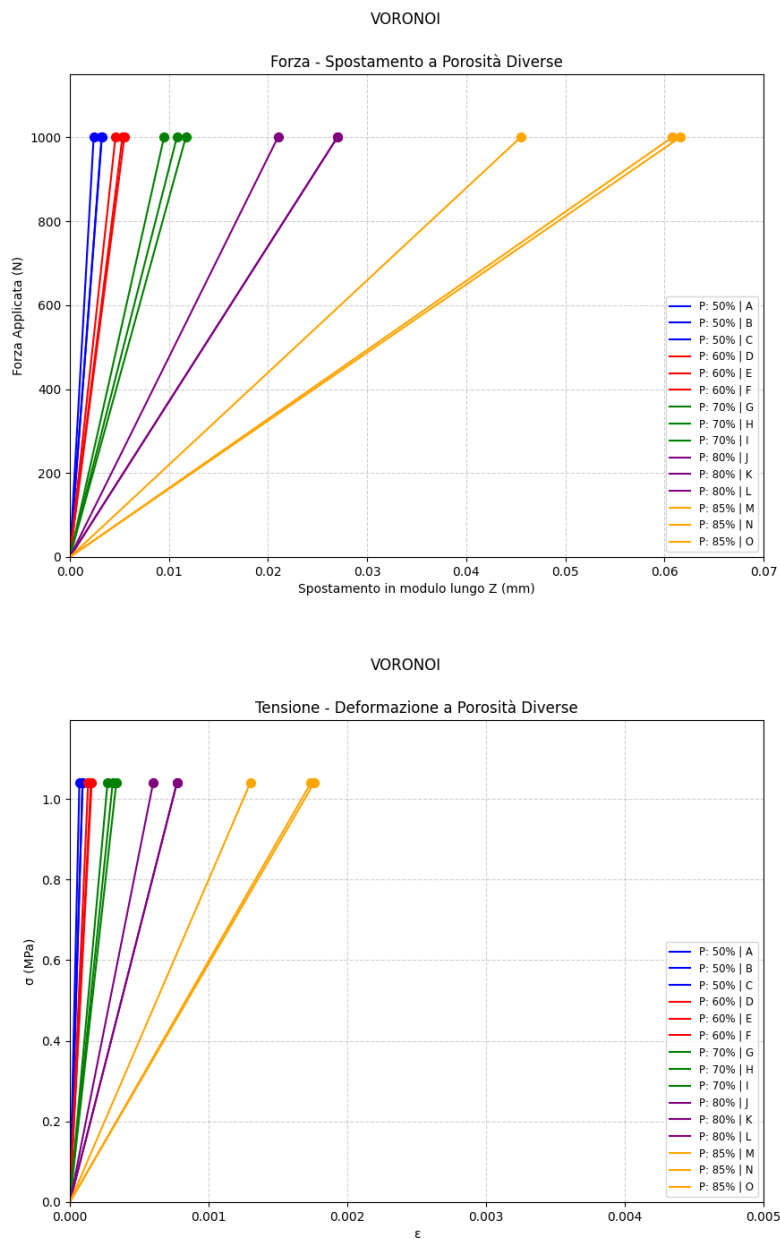 VORONOI
Forza - Spostamento a Porosità Diverse
Forza Applicata (N)
1000
800
600
400
200
0
0.00 0.01 0.02 0.03 0.04 0.05 0.06 0.07
Spostamento in modulo lungo Z (mm)
P: 50% | A
P: 50% | B
P: 50% | C
P: 60% | D
P: 60% | E
P: 60% | F
P: 70% | G
P: 70% | H
P: 70% | I
P: 80% | J
P: 80% | K
P: 80% | L
P: 85% | M
P: 85% | N
P: 85% | O
VORONOI
Tensione - Deformazione a Porosità Diverse
σ (MPa)
1.0
0.8
0.6
0.4
0.2
0.0
0.000 0.001 0.002 0.003 0.004 0.005
ε
P: 50% | A
P: 50% | B
P: 50% | C
P: 60% | D
P: 60% | E
P: 60% | F
P: 70% | G
P: 70% | H
P: 70% | I
P: 80% | J
P: 80% | K
P: 80% | L
P: 85% | M
P: 85% | N
P: 85% | O